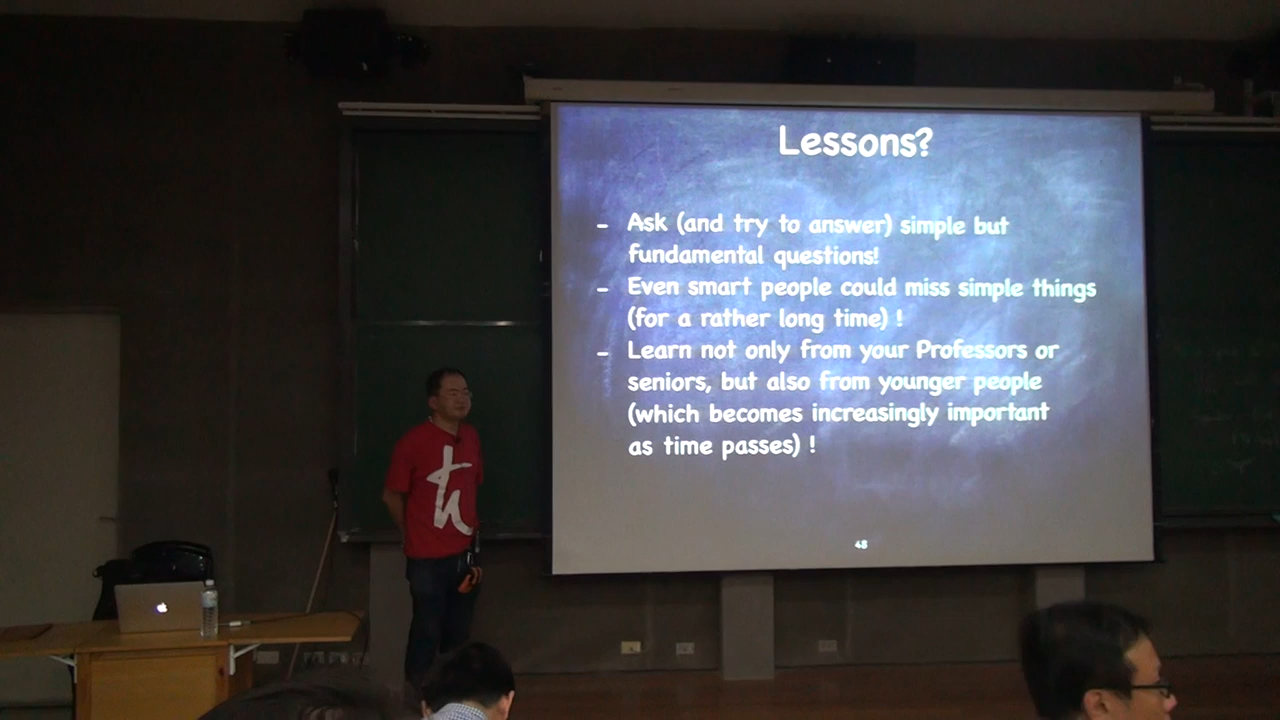 Lessons?
- Ask (and try to answer) simple but
fundamental questions!
- Even smart people could miss simple things
(for a rather long time) !
- Learn not only from your Professors or
seniors, but also from younger people
(which becomes increasingly important
as time passes) !
48
ħ